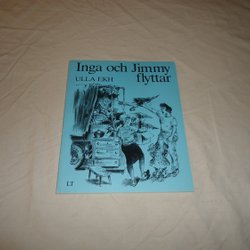 Inga och Jimmy
flyttar
ULLA EKH
LT